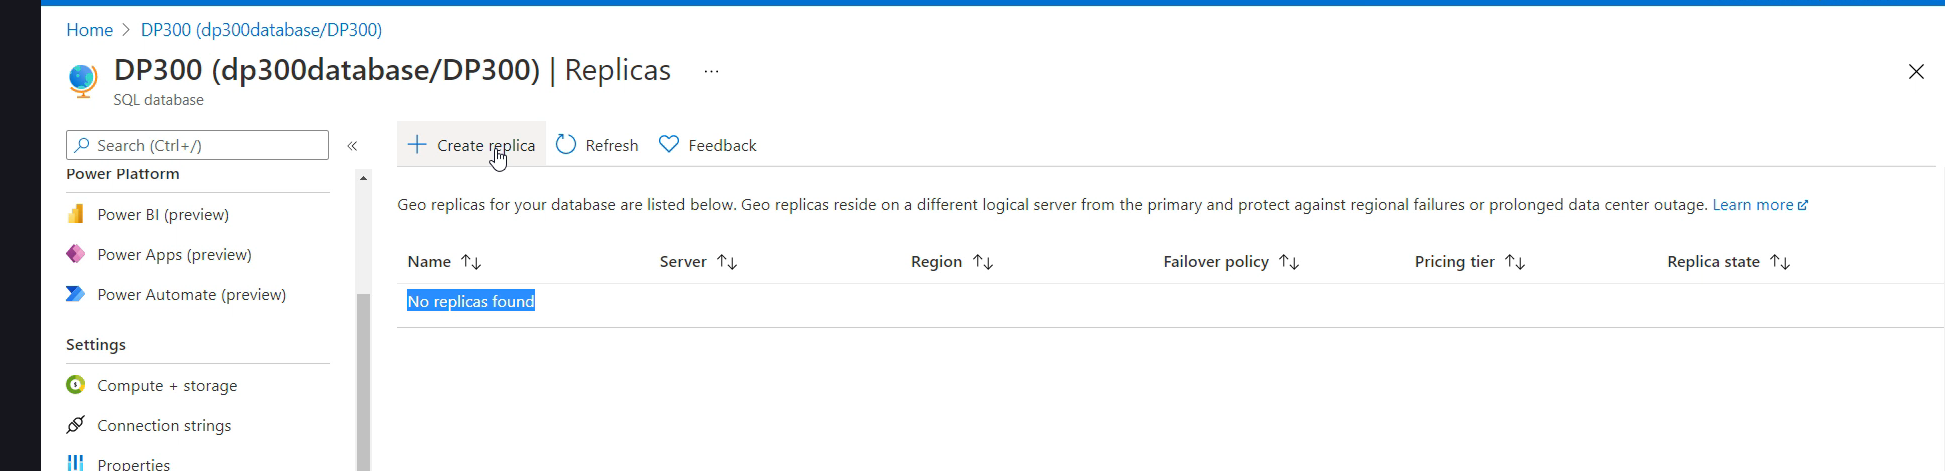 Home > DP300 (dp300database/DP300)
DP300 (dp300database/DP300) | Replicas ...
SQL database
Search (Ctrl+/) «
Create replica Refresh Feedback
Power Platform
Power BI (preview)
Power Apps (preview)
Power Automate (preview)
Settings
Compute + storage
Connection strings
Properties
Geo replicas for your database are listed below. Geo replicas reside on a different logical server from the primary and protect against regional failures or prolonged data center outage. Learn more
Name ↑↓ Server ↑↓ Region ↑↓ Failover policy ↑↓ Pricing tier ↑↓ Replica state ↑↓
No replicas found